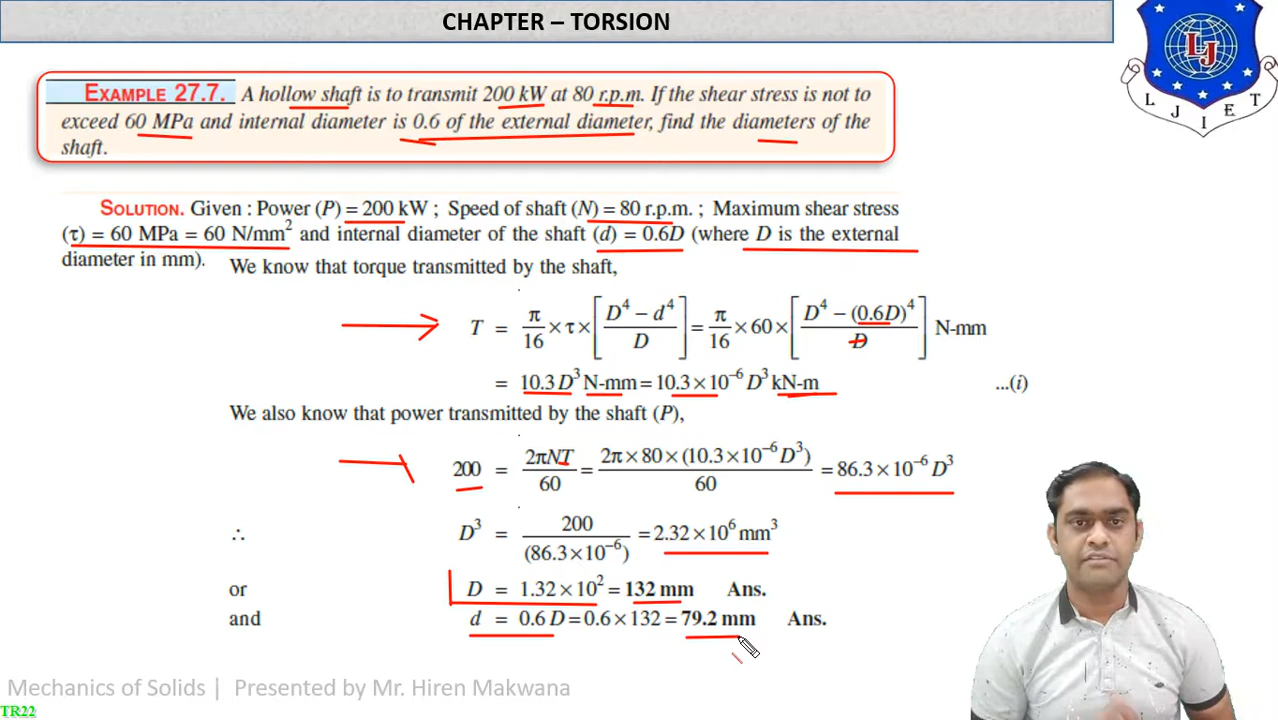 CHAPTER – TORSION
LJ
L J I E T
EXAMPLE 27.7. A hollow shaft is to transmit 200 kW at 80 r.p.m. If the shear stress is not to
exceed 60 MPa and internal diameter is 0.6 of the external diameter, find the diameters of the
shaft.
SOLUTION. Given : Power (P) = 200 kW ; Speed of shaft (N) = 80 r.p.m. ; Maximum shear stress
(τ) = 60 MPa = 60 N/mm² and internal diameter of the shaft (d) = 0.6D (where D is the external
diameter in mm). We know that torque transmitted by the shaft,
T = π/16 × τ × [D⁴ – d⁴/D] = π/16 × 60 × [D⁴ – (0.6D)⁴/D] N-mm
= 10.3 D³ N-mm = 10.3 × 10⁻⁶ D³ kN-m ...(i)
We also know that power transmitted by the shaft (P),
200 = 2πNT/60 = 2π × 80 × (10.3 × 10⁻⁶ D³)/60 = 86.3 × 10⁻⁶ D³
∴ D³ = 200/(86.3 × 10⁻⁶) = 2.32 × 10⁶ mm³
or D = 1.32 × 10² = 132 mm Ans.
and d = 0.6 D = 0.6 × 132 = 79.2 mm Ans.
Mechanics of Solids | Presented by Mr. Hiren Makwana
TR22